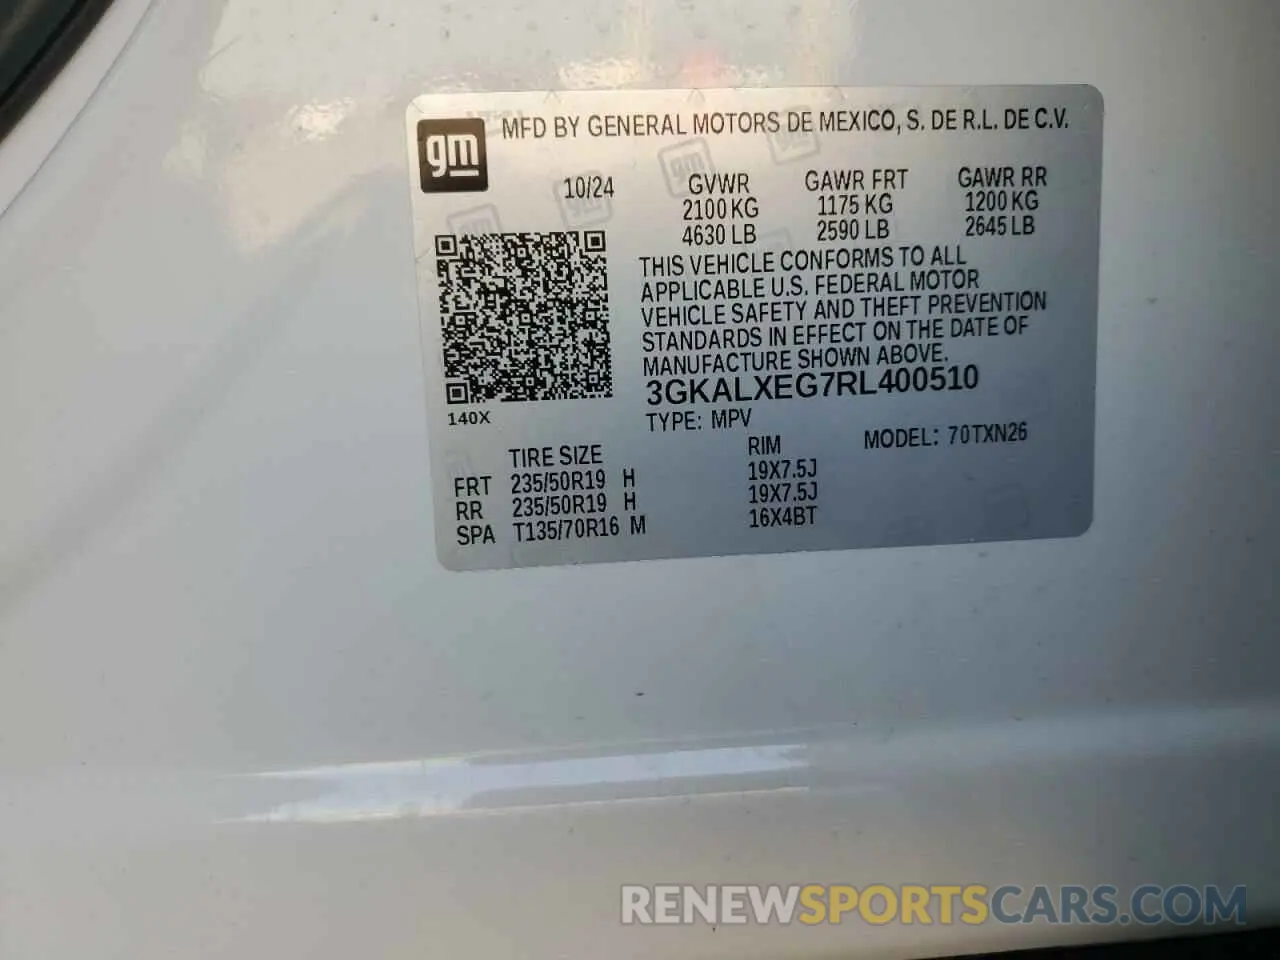 gm
MFD BY GENERAL MOTORS DE MEXICO, S. DE R.L. DE C.V.
10/24 GVWR GAWR FRT GAWR RR
2100 KG 1175 KG 1200 KG
4630 LB 2590 LB 2645 LB
THIS VEHICLE CONFORMS TO ALL
APPLICABLE U.S. FEDERAL MOTOR
VEHICLE SAFETY AND THEFT PREVENTION
STANDARDS IN EFFECT ON THE DATE OF
MANUFACTURE SHOWN ABOVE.
3GKALXEG7RL400510
140X
TYPE: MPV
MODEL: 70TXN26
TIRE SIZE RIM
FRT 235/50R19 H 19X7.5J
RR 235/50R19 H 19X7.5J
SPA T135/70R16 M 16X4BT
RENEWSPORTSCARS.COM